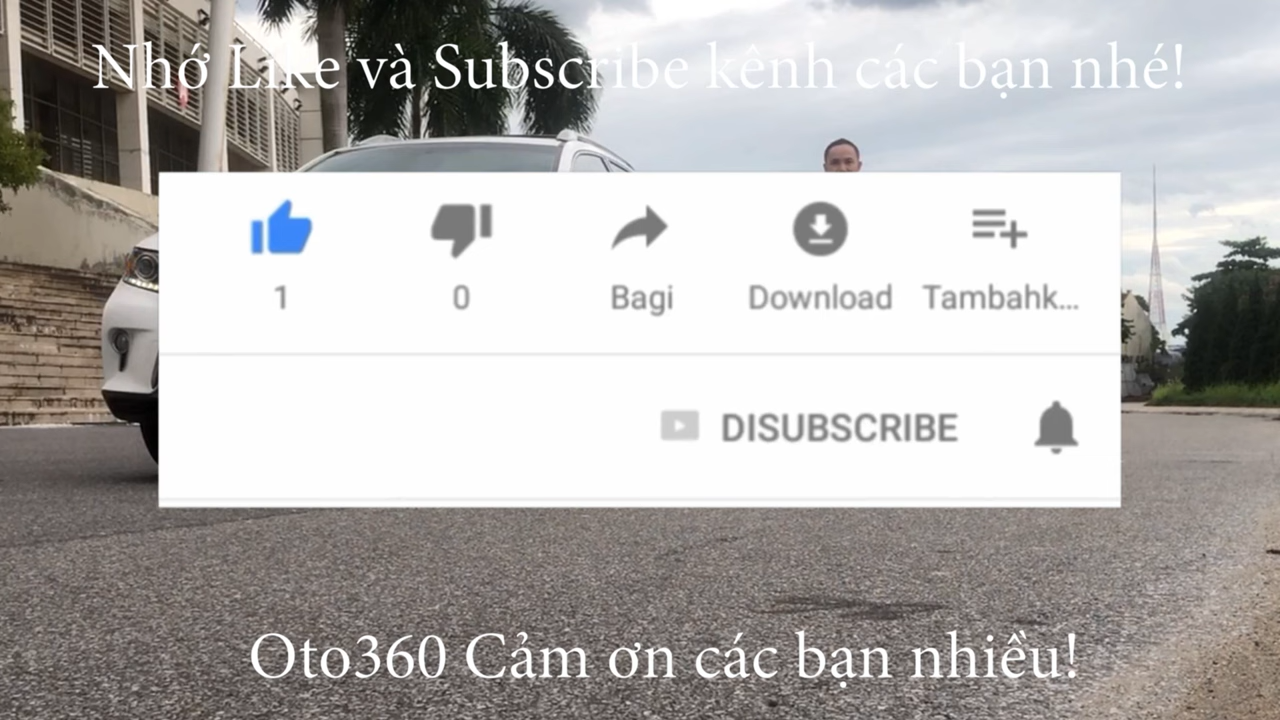 Nhớ Like và Subscribe kênh các bạn nhé!
1 0 Bagi Download Tambahk...
DISUBSCRIBE
Oto360 Cảm ơn các bạn nhiều!